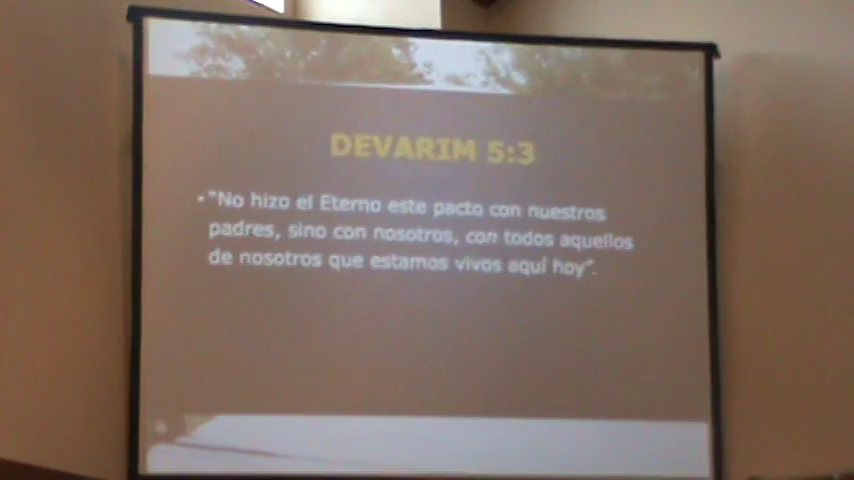 DEVARIM 5:3
• "No hizo el Eterno este pacto con nuestros
padres, sino con nosotros, con todos aquellos
de nosotros que estamos vivos aquí hoy".